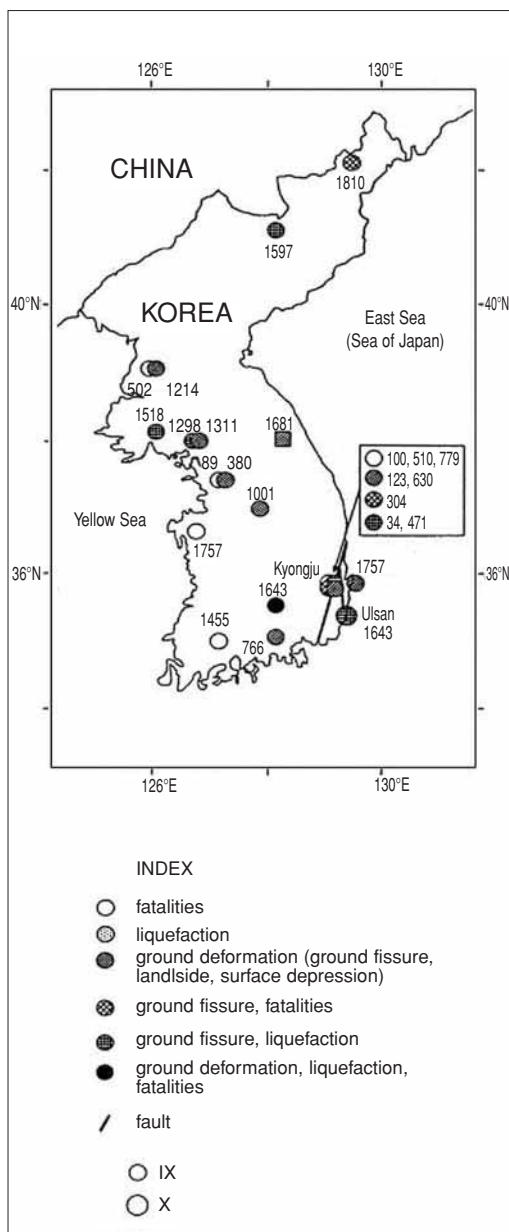 126°E 130°E
CHINA
1810
1597
40°N 40°N
KOREA
East Sea
(Sea of Japan)
502 1214
1518 1298 1311 1681
89 380
100, 510, 779
123, 630
304
34, 471
1001
Yellow Sea
1757
Kyongju 1757
36°N 36°N
1643
Ulsan
1643
1455
766
126°E 130°E
INDEX
fatalities
liquefaction
ground deformation (ground fissure,
landslide, surface depression)
ground fissure, fatalities
ground fissure, liquefaction
ground deformation, liquefaction,
fatalities
fault
IX
X